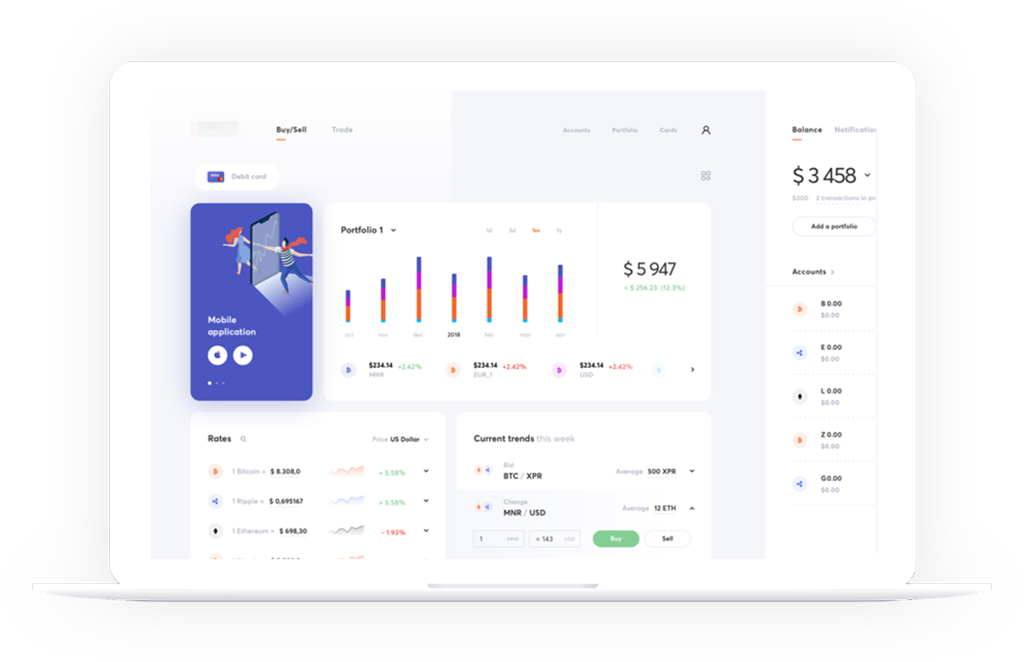 Buy/Sell
Trade
Accounts
Portfolio
Cards
Debit card
Mobile
application
Portfolio 1
1d
5d
1m
1y
oct
nov
dec
2018
feb
mar
apr
$ 5 947
+ $ 256.23 (12.3%)
$234.14 +2.42%
MNR
$234.14 +2.42%
EUR_1
$234.14 +2.42%
USD
Rates
Price US Dollar
1 Bitcoin = $ 8.308,0
+ 5.58%
1 Ripple = $ 0,695167
+ 5.58%
1 Ethereum = $ 698,30
- 1.93%
Current trends this week
Bid
BTC / XPR
Average 500 XPR
Change
MNR / USD
Average 12 ETH
1 MNR
≈ 143 USD
Buy
Sell
Balance
Notification
$ 3 458
$300
2 transactions in pr
Add a portfolio
Accounts >
B 0.00
$0.00
E 0.00
$0.00
L 0.00
$0.00
Z 0.00
$0.00
G 0.00
$0.00